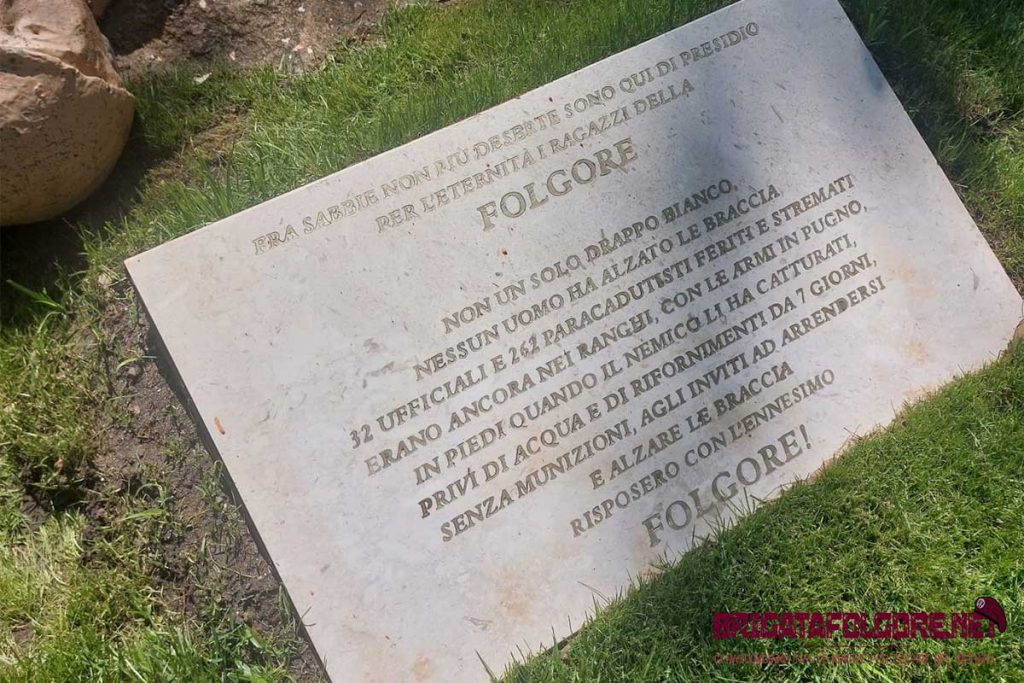 FRA SABBIE NON PIÙ DESERTE SONO QUI DI PRESIDIO
PER L'ETERNITÀ I RAGAZZI DELLA
FOLGORE
NON UN SOLO DRAPPO BIANCO,
NESSUN UOMO HA ALZATO LE BRACCIA
32 UFFICIALI E 262 PARACADUTISTI FERITI E STREMATI
ERANO ANCORA NEI RANGHI, CON LE ARMI IN PUGNO,
IN PIEDI QUANDO IL NEMICO LI HA CATTURATI,
PRIVI DI ACQUA E DI RIFORNIMENTI DA 7 GIORNI,
SENZA MUNIZIONI, AGLI INVITI AD ARRENDERSI
E ALZARE LE BRACCIA
RISPOSERO CON L'ENNESIMO
FOLGORE!
BRIGATAFOLGORE.NET